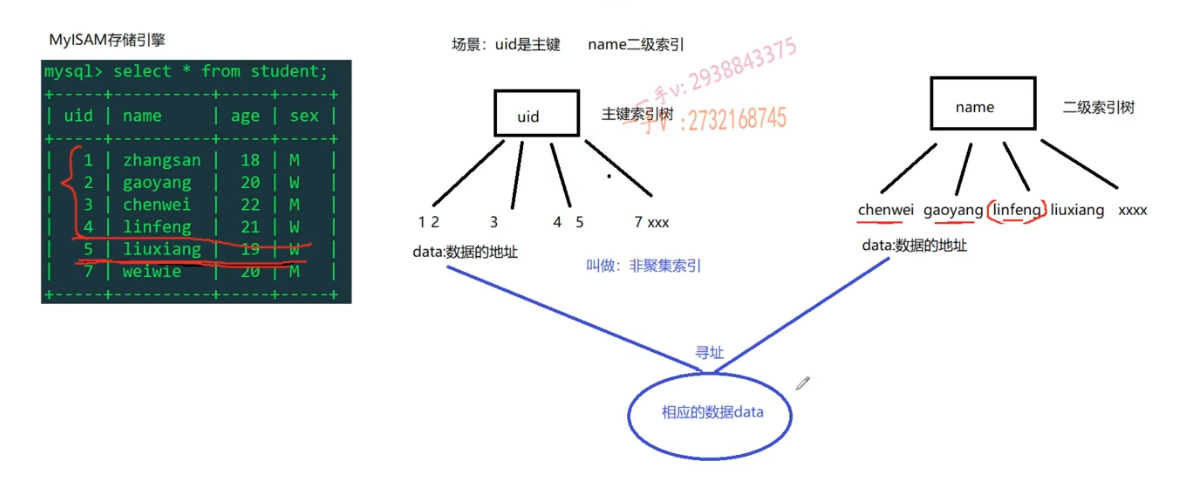 MyISAM存储引擎
mysql> select * from student;
+-----+----------+-----+-----+
| uid | name | age | sex |
+-----+----------+-----+-----+
| 1 | zhangsan | 18 | M |
| 2 | gaoyang | 20 | W |
| 3 | chenwei | 22 | M |
| 4 | linfeng | 21 | W |
| 5 | liuxiang | 19 | W |
| 7 | weiwie | 20 | M |
+-----+----------+-----+-----+
场景：uid是主键 name二级索引
二手v:2938843375
二手V :2732168745
uid
主键索引树
1 2 3 4 5 7 xxx
data:数据的地址
叫做：非聚集索引
name
二级索引树
chenwei gaoyang linfeng liuxiang xxxx
data:数据的地址
寻址
相应的数据data